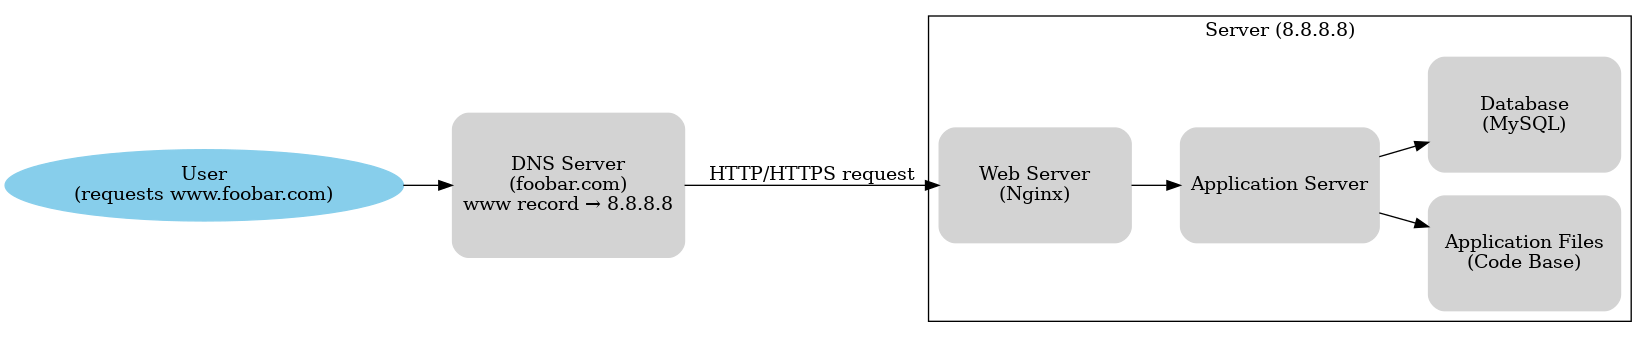 User
(requests www.foobar.com)
DNS Server
(foobar.com)
www record → 8.8.8.8
HTTP/HTTPS request
Server (8.8.8.8)
Web Server
(Nginx)
Application Server
Database
(MySQL)
Application Files
(Code Base)